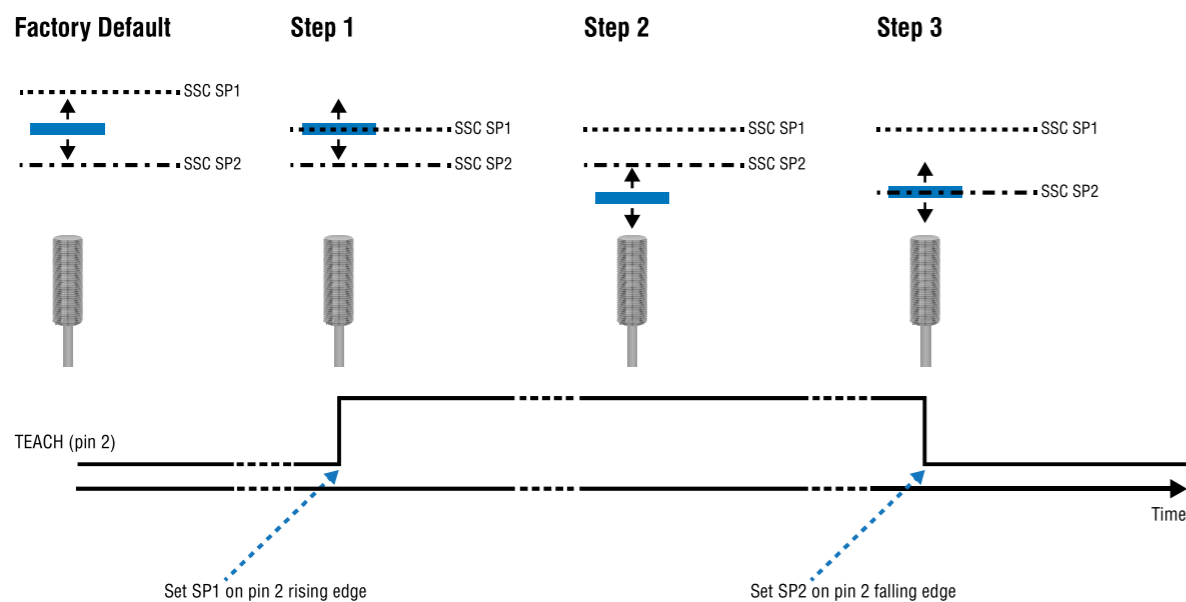 Factory Default
Step 1
Step 2
Step 3
SSC SP1
SSC SP2
SSC SP1
SSC SP2
SSC SP1
SSC SP2
SSC SP1
SSC SP2
TEACH (pin 2)
Time
Set SP1 on pin 2 rising edge
Set SP2 on pin 2 falling edge